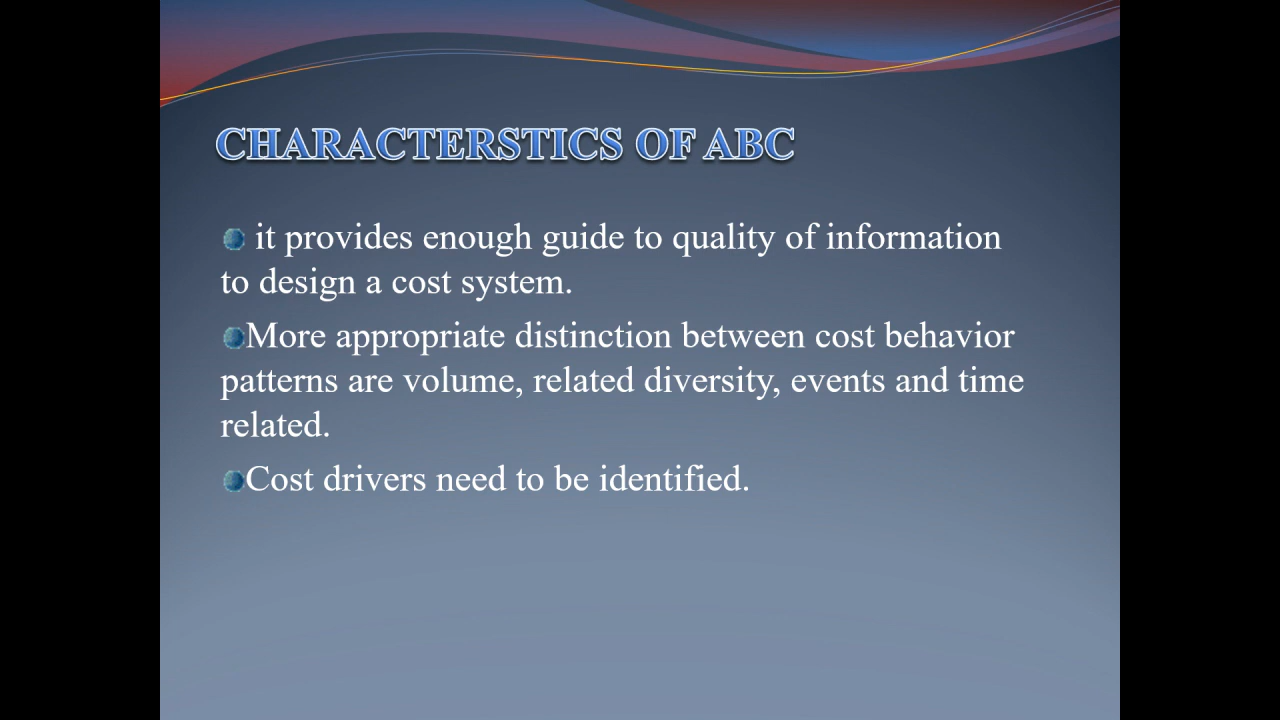 CHARACTERSTICS OF ABC
it provides enough guide to quality of information
to design a cost system.
More appropriate distinction between cost behavior
patterns are volume, related diversity, events and time
related.
Cost drivers need to be identified.